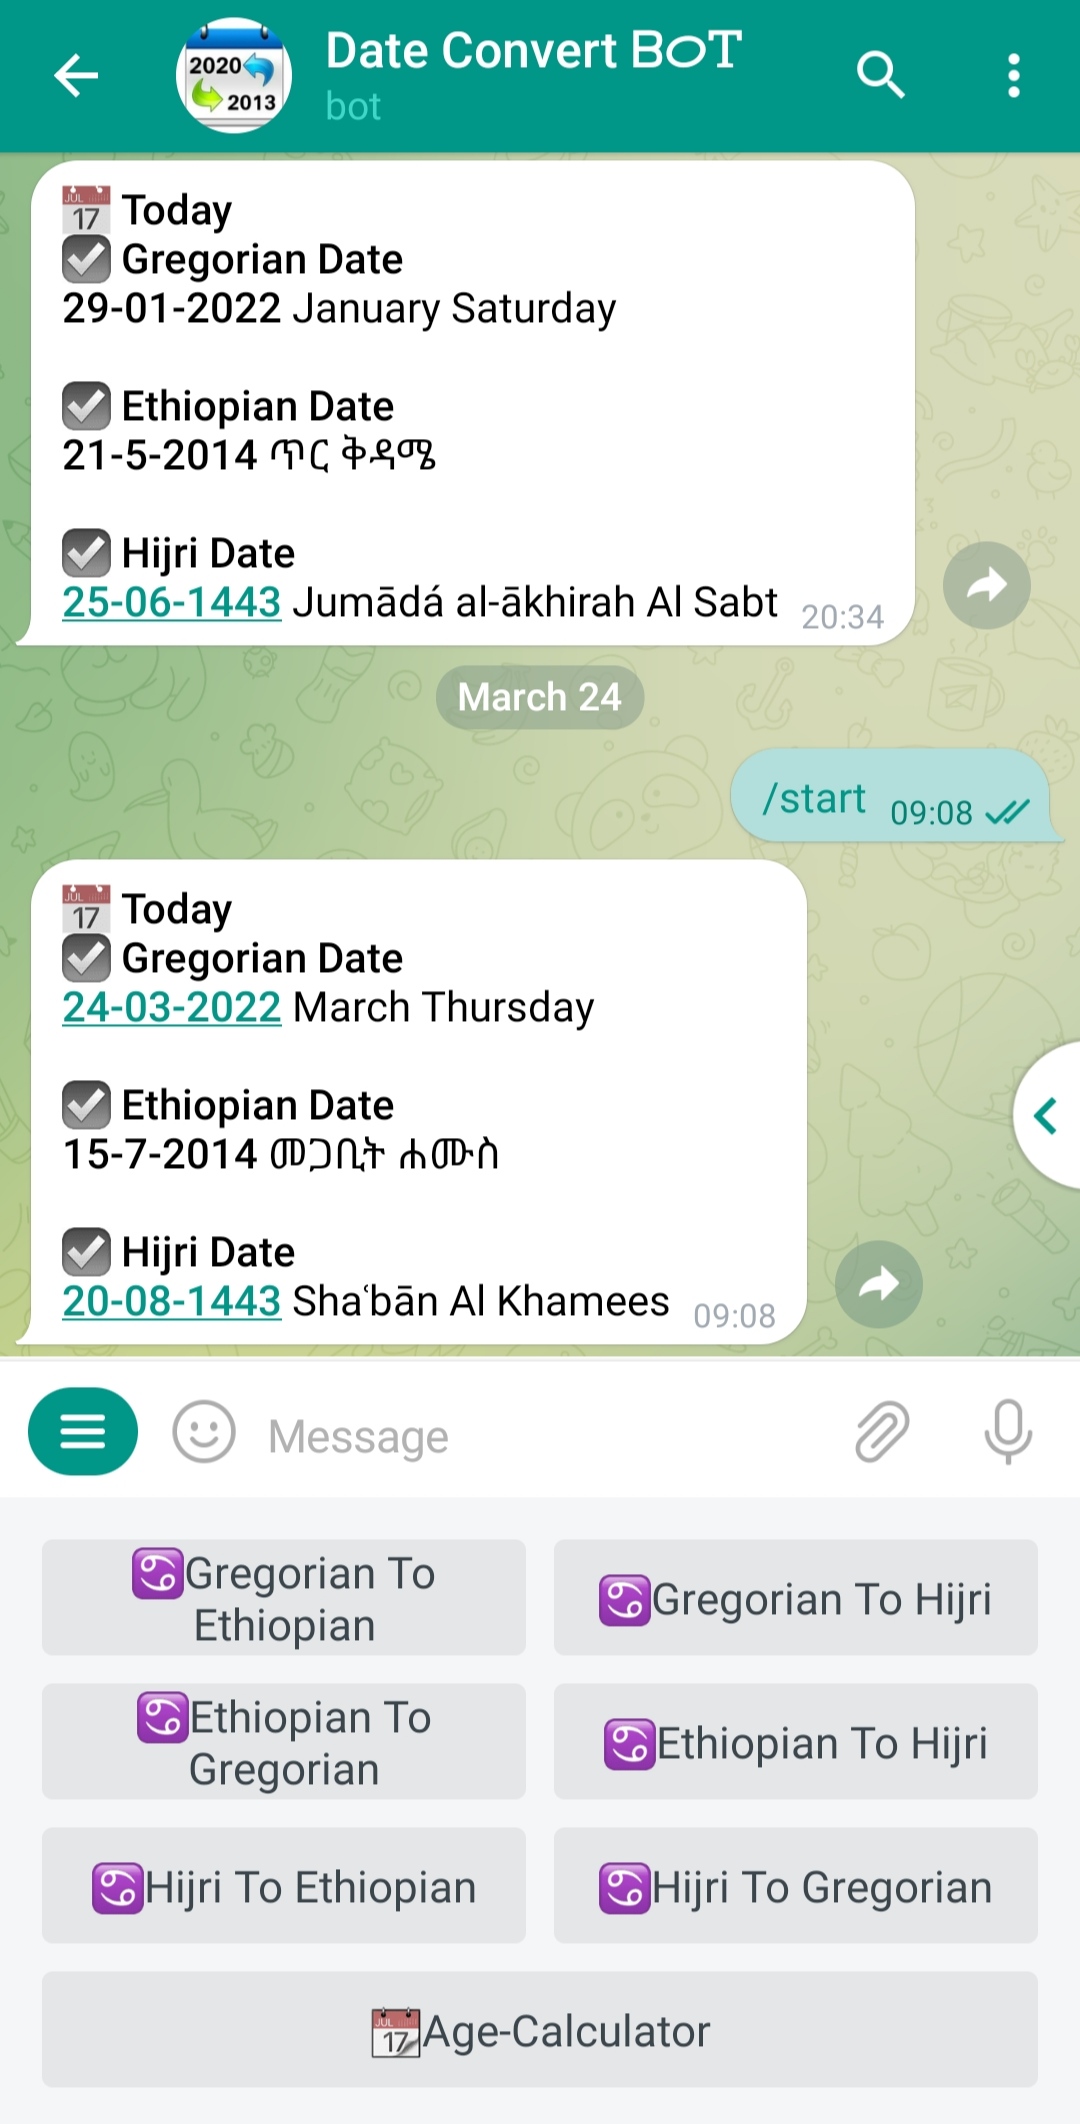 2020
2013
Date Convert BOT
bot
JUL
17
Today
Gregorian Date
29-01-2022 January Saturday
Ethiopian Date
21-5-2014 ጥር ቅዳሜ
Hijri Date
25-06-1443 Jumādá al-ākhirah Al Sabt 20:34
March 24
/start 09:08
JUL
17
Today
Gregorian Date
24-03-2022 March Thursday
Ethiopian Date
15-7-2014 መጋቢት ሐሙስ
Hijri Date
20-08-1443 Shaʿbān Al Khamees 09:08
Message
♋Gregorian To
Ethiopian
♋Gregorian To Hijri
♋Ethiopian To
Gregorian
♋Ethiopian To Hijri
♋Hijri To Ethiopian
♋Hijri To Gregorian
JUL
17
Age-Calculator